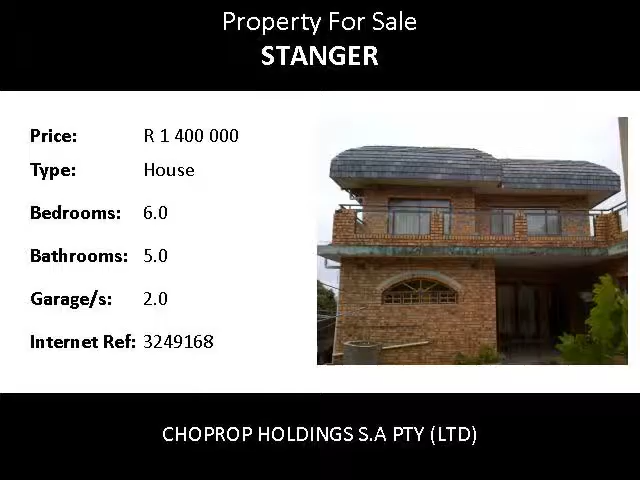 Property For Sale
STANGER
Price: R 1 400 000
Type: House
Bedrooms: 6.0
Bathrooms: 5.0
Garage/s: 2.0
Internet Ref: 3249168
CHOPROP HOLDINGS S.A PTY (LTD)